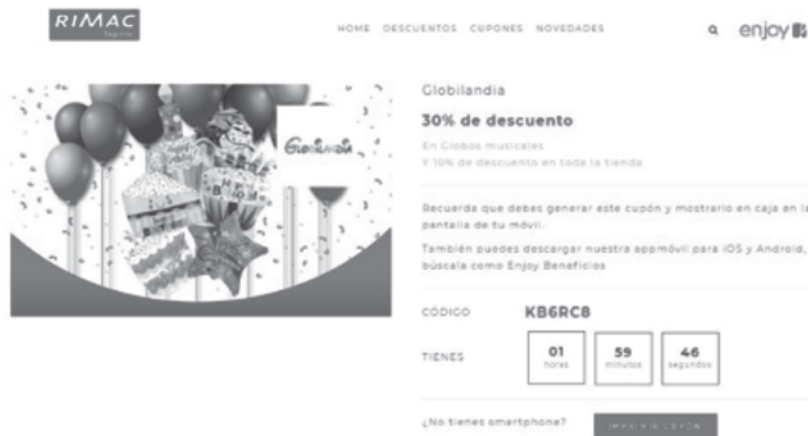 RIMAC
Seguros
HOME DESCUENTOS CUPONES NOVEDADES
enjoy
Globilandia
30% de descuento
En Globos musicales.
Y 10% de descuento en toda la tienda
GLOBILANDIA
Recuerda que debes generar este cupón y mostrarlo en caja en la
pantalla de tu móvil.
También puedes descargar nuestra appmóvil para iOS y Android,
búscala como Enjoy Beneficios
CÓDIGO KB6RC8
TIENES
01 59 46
horas minutos segundos
¿No tienes smartphone? IMPRIMIR CUPÓN